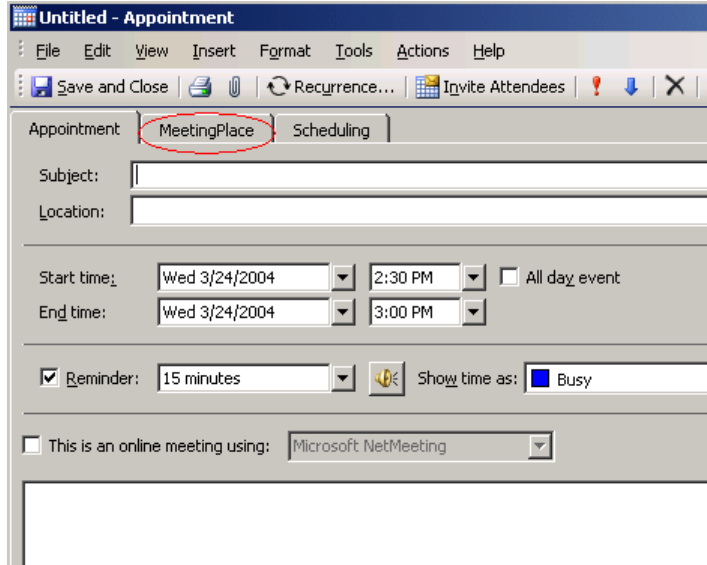 Untitled - Appointment
File Edit View Insert Format Tools Actions Help
Save and Close Recurrence... Invite Attendees
Appointment MeetingPlace Scheduling
Subject:
Location:
Start time: Wed 3/24/2004 2:30 PM All day event
End time: Wed 3/24/2004 3:00 PM
Reminder: 15 minutes Show time as: Busy
This is an online meeting using: Microsoft NetMeeting